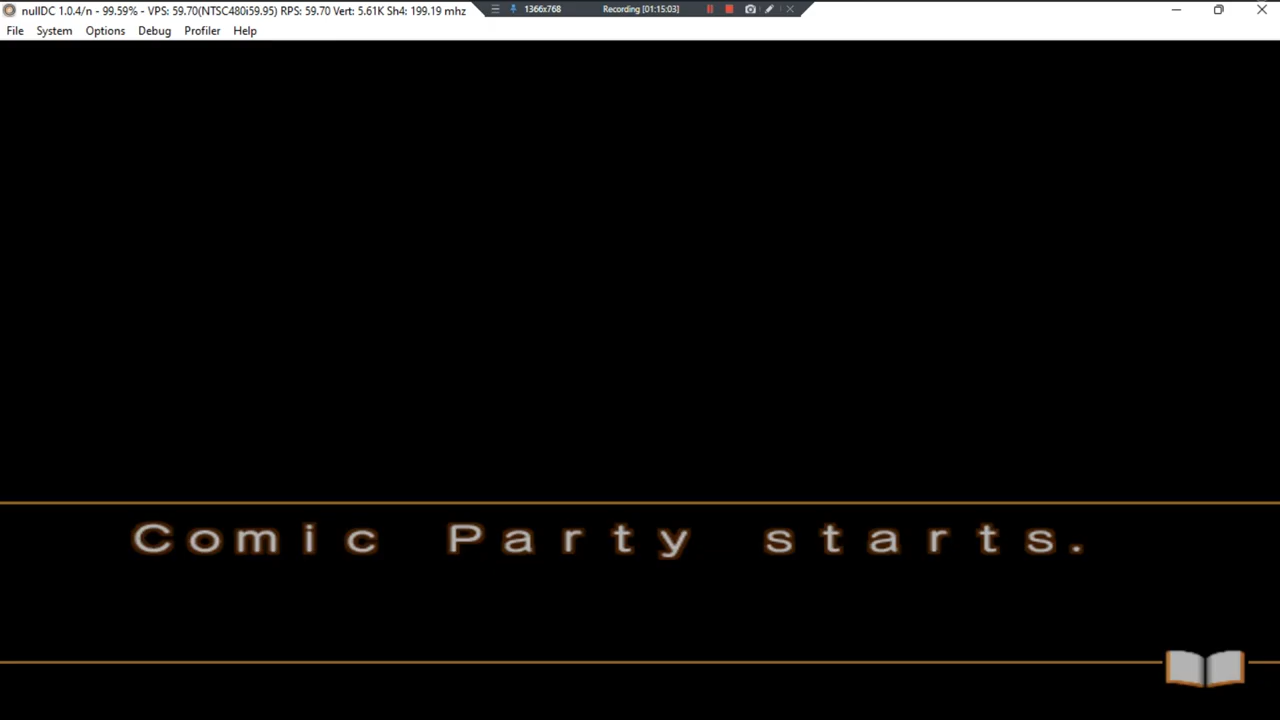 nullDC 1.0.4/n - 99.59% - VPS: 59.70(NTSC480i59.95) RPS: 59.70 Vert: 5.61K Sh4: 199.19 mhz
1366x768
Recording [01:15:03]
File System Options Debug Profiler Help
Comic Party starts.